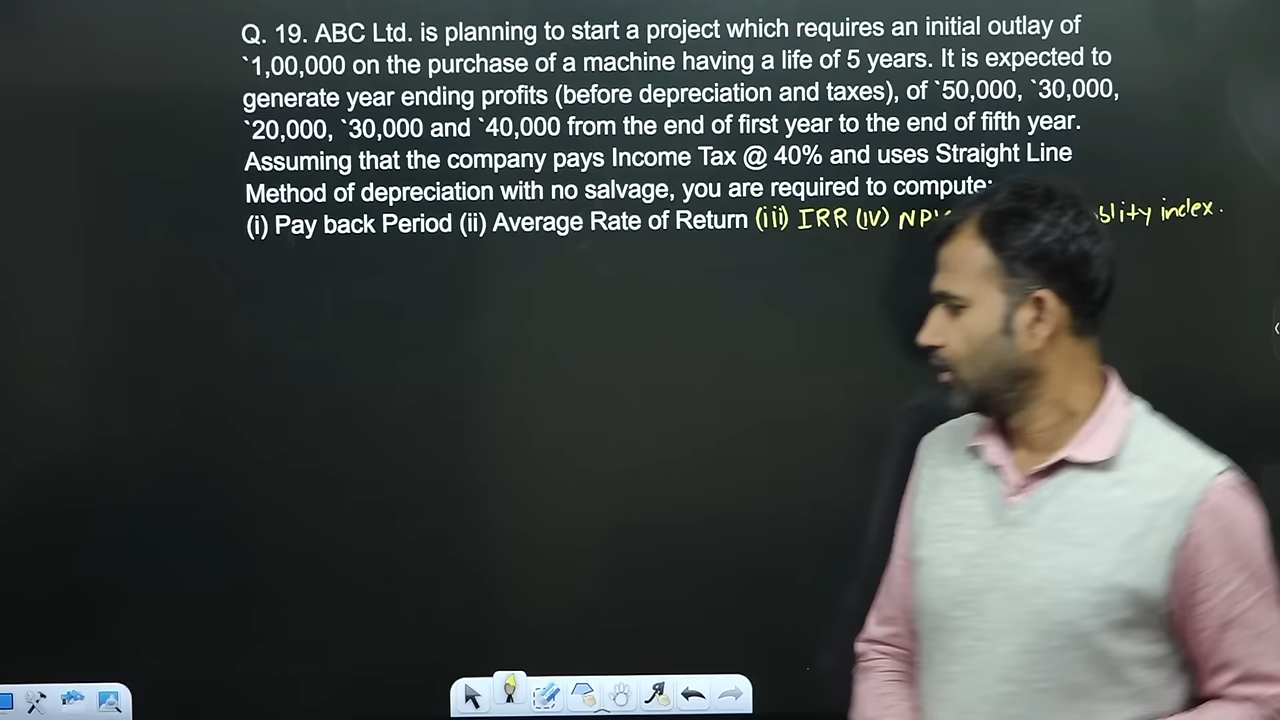 Q. 19. ABC Ltd. is planning to start a project which requires an initial outlay of
`1,00,000 on the purchase of a machine having a life of 5 years. It is expected to
generate year ending profits (before depreciation and taxes), of `50,000, `30,000,
`20,000, `30,000 and `40,000 from the end of first year to the end of fifth year.
Assuming that the company pays Income Tax @ 40% and uses Straight Line
Method of depreciation with no salvage, you are required to compute:
(i) Pay back Period (ii) Average Rate of Return (iii) IRR (iv) index.